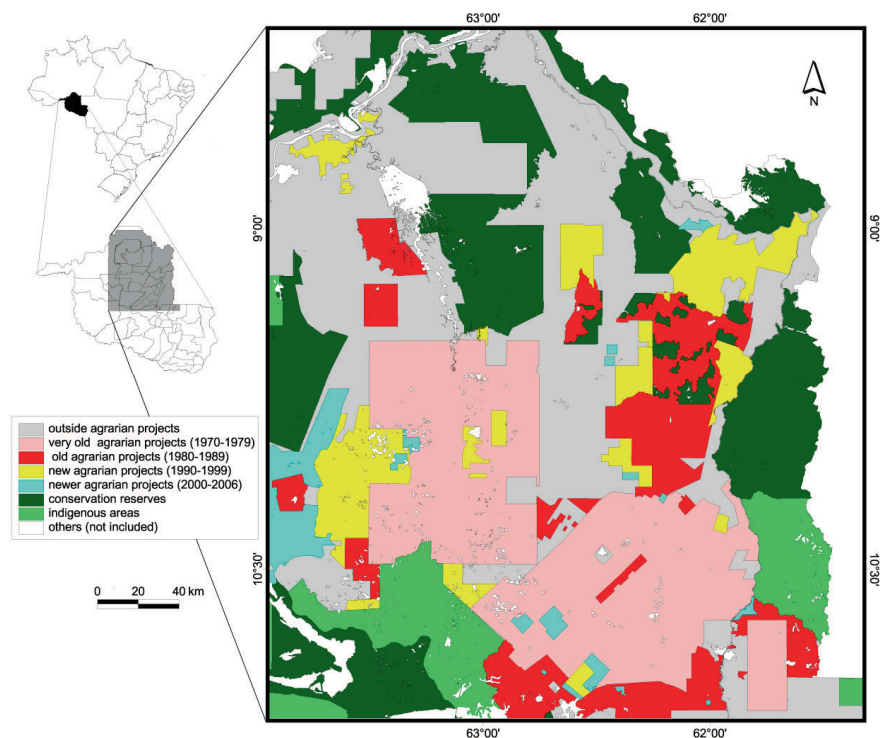 63°00'
62°00'
N
9°00'
9°00'
outside agrarian projects
very old agrarian projects (1970-1979)
old agrarian projects (1980-1989)
new agrarian projects (1990-1999)
newer agrarian projects (2000-2006)
conservation reserves
indigenous areas
others (not included)
10°30'
10°30'
0 20 40 km
63°00'
62°00'